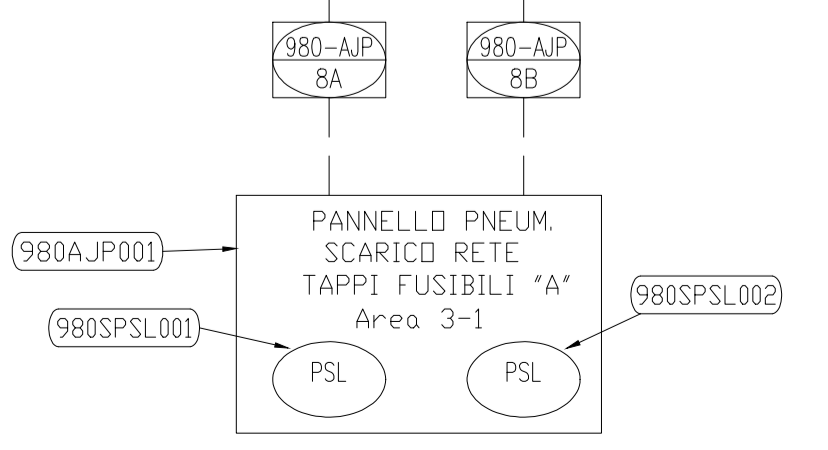 980-AJP
8A
980-AJP
8B
PANNELLO PNEUM.
SCARICO RETE
TAPPI FUSIBILI "A"
Area 3-1
980AJP001
980SPSL001
980SPSL002
PSL
PSL